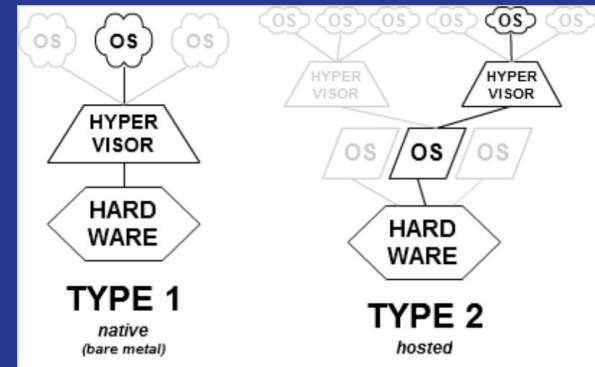 OS OS OS
HYPER
VISOR
HARD
WARE
TYPE 1
native
(bare metal)
OS OS OS OS OS OS
HYPER
VISOR
HYPER
VISOR
OS OS OS
HARD
WARE
TYPE 2
hosted